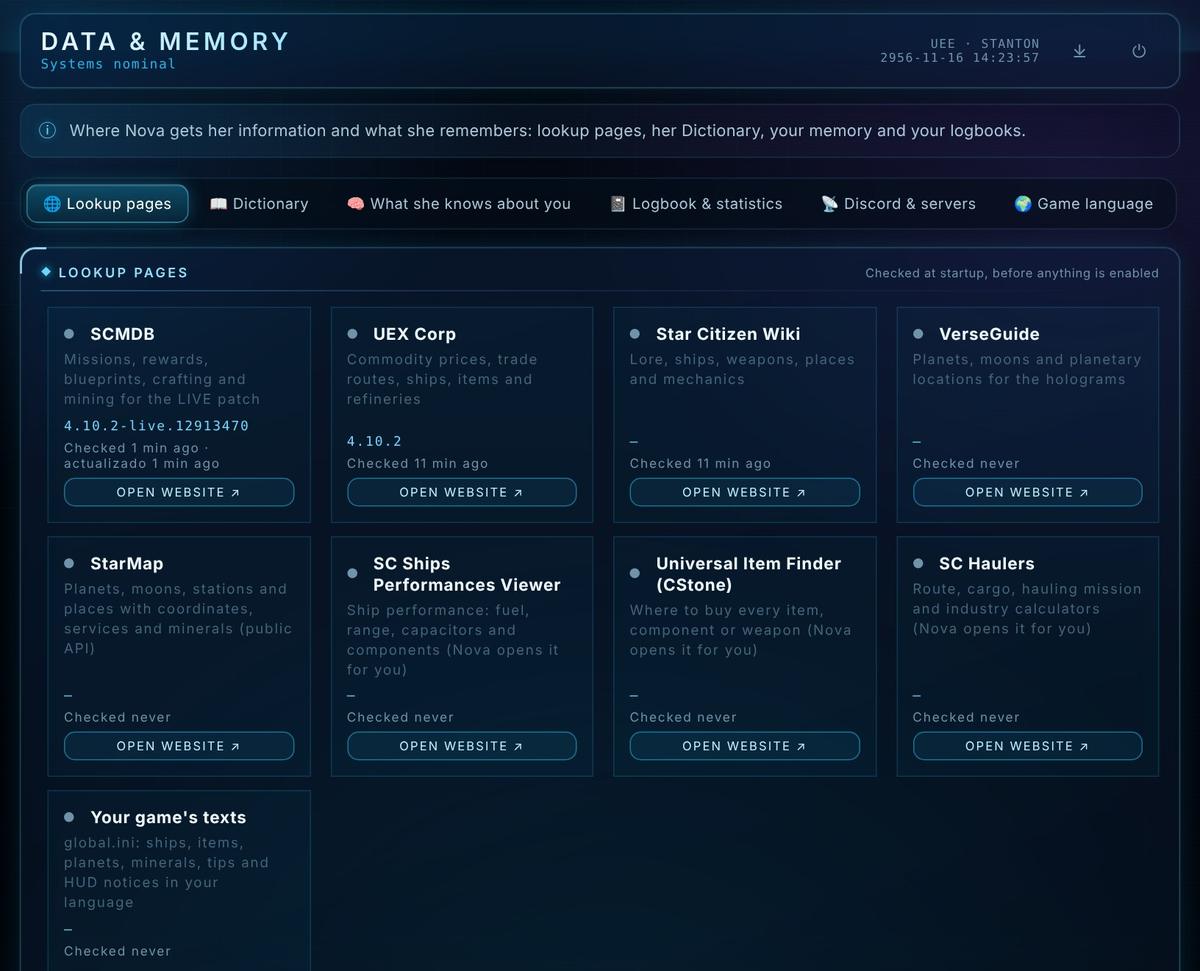 DATA & MEMORY
Systems nominal
UEE · STANTON
2956-11-16 14:23:57
Where Nova gets her information and what she remembers: lookup pages, her Dictionary, your memory and your logbooks.
Lookup pages
Dictionary
What she knows about you
Logbook & statistics
Discord & servers
Game language
LOOKUP PAGES
Checked at startup, before anything is enabled
SCMDB
Missions, rewards,
blueprints, crafting and
mining for the LIVE patch
4.10.2-live.12913470
Checked 1 min ago ·
actualizado 1 min ago
OPEN WEBSITE ↗
UEX Corp
Commodity prices, trade
routes, ships, items and
refineries
4.10.2
Checked 11 min ago
OPEN WEBSITE ↗
Star Citizen Wiki
Lore, ships, weapons, places
and mechanics
—
Checked 11 min ago
OPEN WEBSITE ↗
VerseGuide
Planets, moons and planetary
locations for the holograms
—
Checked never
OPEN WEBSITE ↗
StarMap
Planets, moons, stations and
places with coordinates,
services and minerals (public
API)
—
Checked never
OPEN WEBSITE ↗
SC Ships
Performances Viewer
Ship performance: fuel,
range, capacitors and
components (Nova opens it
for you)
—
Checked never
OPEN WEBSITE ↗
Universal Item Finder
(CStone)
Where to buy every item,
component or weapon (Nova
opens it for you)
—
Checked never
OPEN WEBSITE ↗
SC Haulers
Route, cargo, hauling mission
and industry calculators
(Nova opens it for you)
—
Checked never
OPEN WEBSITE ↗
Your game's texts
global.ini: ships, items,
planets, minerals, tips and
HUD notices in your
language
—
Checked never